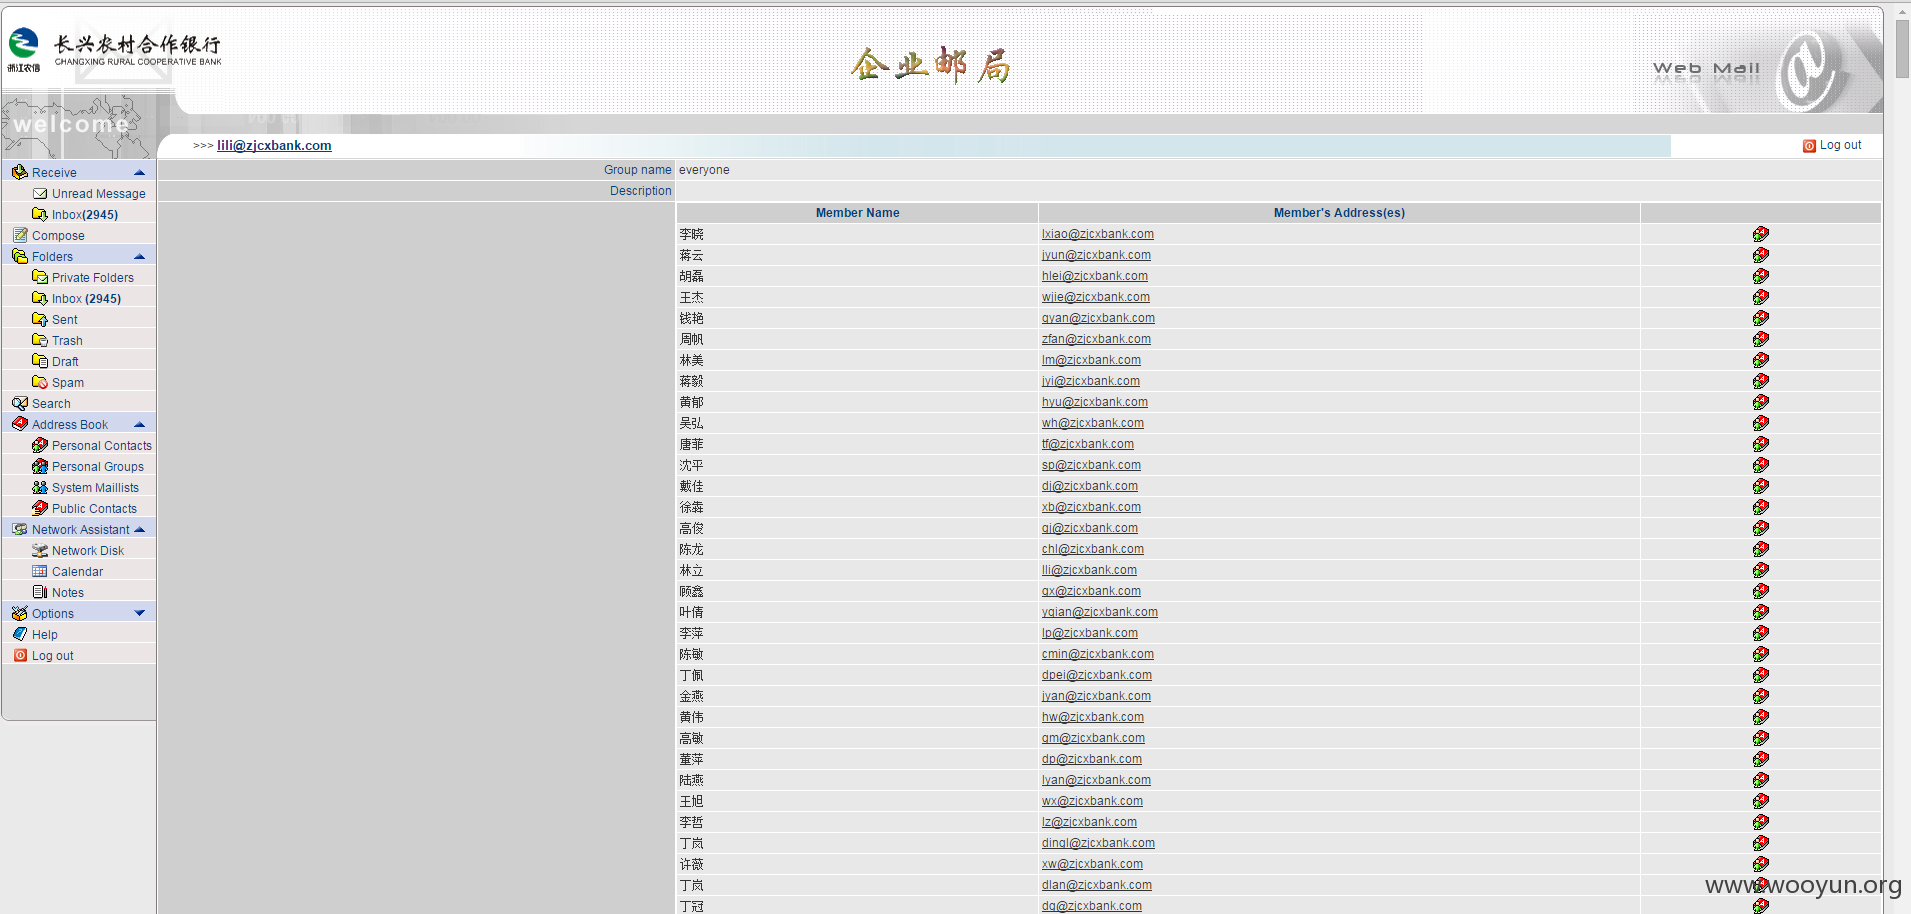 长兴农村合作银行
CHANGXING RURAL COOPERATIVE BANK
浙江农信
企业邮局
Web Mail
welcome
>>> lili@zjcxbank.com
Log out
Receive
Unread Message
Inbox(2945)
Compose
Folders
Private Folders
Inbox (2945)
Sent
Trash
Draft
Spam
Search
Address Book
Personal Contacts
Personal Groups
System Maillists
Public Contacts
Network Assistant
Network Disk
Calendar
Notes
Options
Help
Log out
Group name everyone
Description
Member Name Member's Address(es)
李晓 lxiao@zjcxbank.com
蒋云 jyun@zjcxbank.com
胡磊 hlei@zjcxbank.com
王杰 wjie@zjcxbank.com
钱艳 qyan@zjcxbank.com
周帆 zfan@zjcxbank.com
林美 lm@zjcxbank.com
蒋毅 jyi@zjcxbank.com
黄郁 hyu@zjcxbank.com
吴弘 wh@zjcxbank.com
唐菲 tf@zjcxbank.com
沈平 sp@zjcxbank.com
戴佳 dj@zjcxbank.com
徐犇 xb@zjcxbank.com
高俊 gj@zjcxbank.com
陈龙 chl@zjcxbank.com
林立 lli@zjcxbank.com
顾鑫 gx@zjcxbank.com
叶倩 yqian@zjcxbank.com
李萍 lp@zjcxbank.com
陈敏 cmin@zjcxbank.com
丁佩 dpei@zjcxbank.com
金燕 jyan@zjcxbank.com
黄伟 hw@zjcxbank.com
高敏 gm@zjcxbank.com
董萍 dp@zjcxbank.com
陆燕 lyan@zjcxbank.com
王旭 wx@zjcxbank.com
李哲 lz@zjcxbank.com
丁岚 dingl@zjcxbank.com
许薇 xw@zjcxbank.com
丁岚 dlan@zjcxbank.com
丁冠 dg@zjcxbank.com
www.wooyun.org